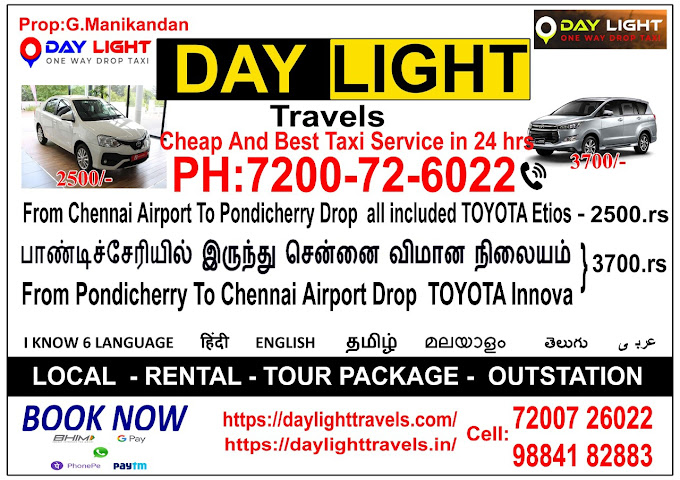 Prop:G.Manikandan
DAY LIGHT
ONE WAY DROP TAXI
DAY LIGHT
DAY LIGHT
ONE WAY DROP TAXI
Travels
Cheap And Best Taxi Service in 24 hrs
2500/-
3700/-
PH:7200-72-6022
From Chennai Airport To Pondicherry Drop all included TOYOTA Etios - 2500.rs
பாண்டிச்சேரியில் இருந்து சென்னை விமான நிலையம்
From Pondicherry To Chennai Airport Drop TOYOTA Innova
3700.rs
I KNOW 6 LANGUAGE हिंदी ENGLISH தமிழ் മലയാളം తెలుగు عربى
LOCAL - RENTAL - TOUR PACKAGE - OUTSTATION
BOOK NOW
BHIM G Pay
PhonePe paytm
https://daylighttravels.com/
https://daylighttravels.in/
Cell:
72007 26022
98841 82883